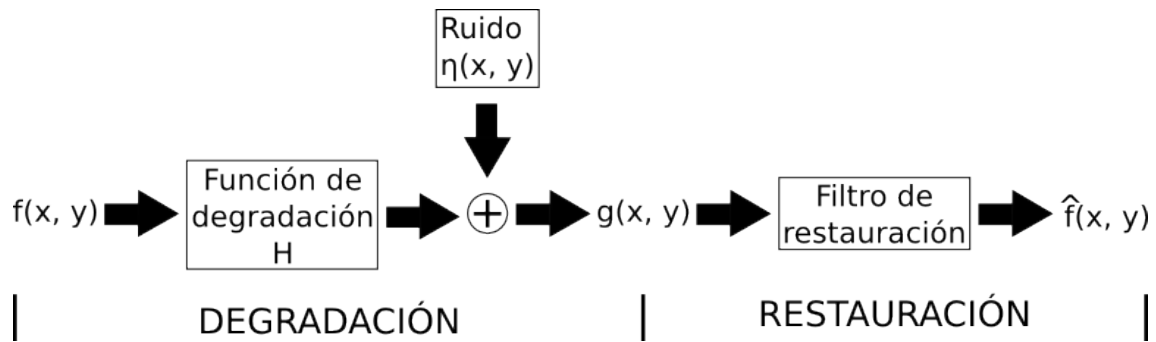 Ruido
η(x, y)
f(x, y)
Función de
degradación
H
+
g(x, y)
Filtro de
restauración
f̂(x, y)
DEGRADACIÓN
RESTAURACIÓN